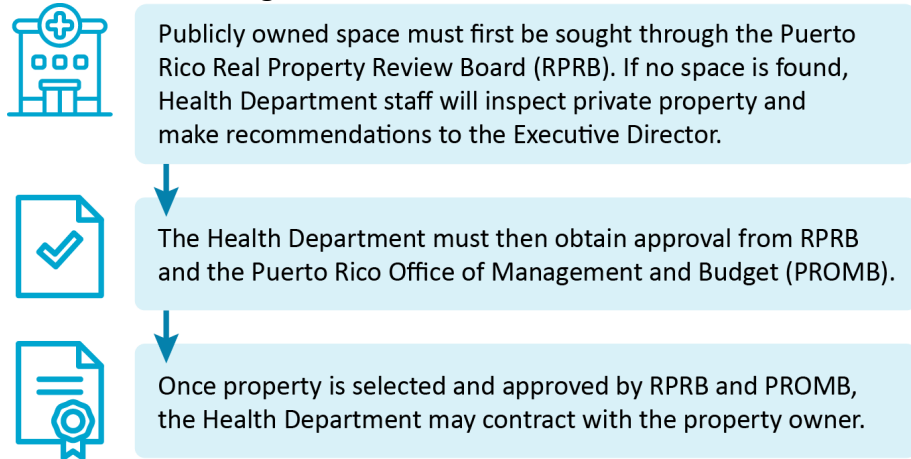 Publicly owned space must first be sought through the Puerto
Rico Real Property Review Board (RPRB). If no space is found,
Health Department staff will inspect private property and
make recommendations to the Executive Director.
The Health Department must then obtain approval from RPRB
and the Puerto Rico Office of Management and Budget (PROMB).
Once property is selected and approved by RPRB and PROMB,
the Health Department may contract with the property owner.